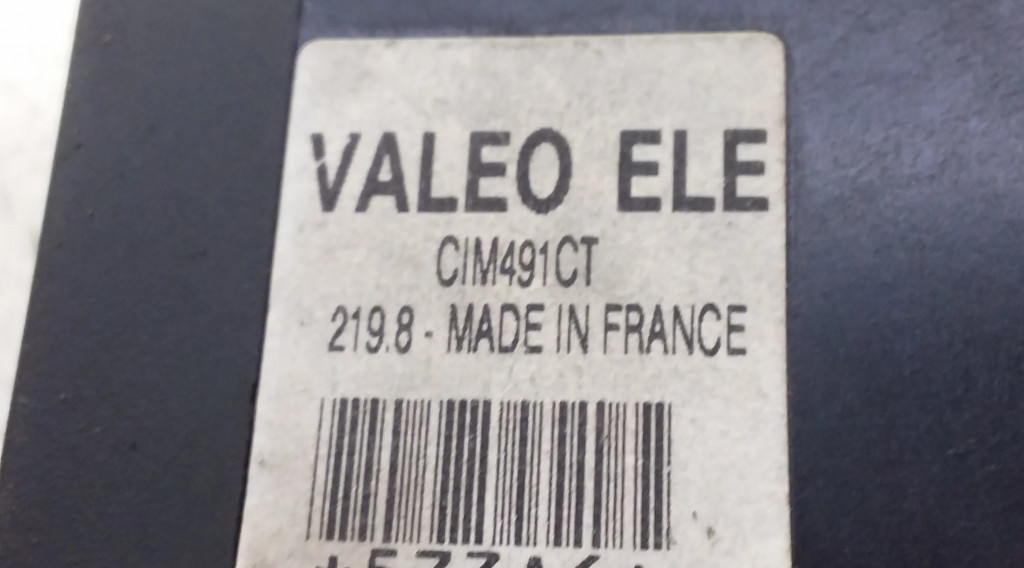 VALEO ELE
CIM491CT
219.8 - MADE IN FRANCE